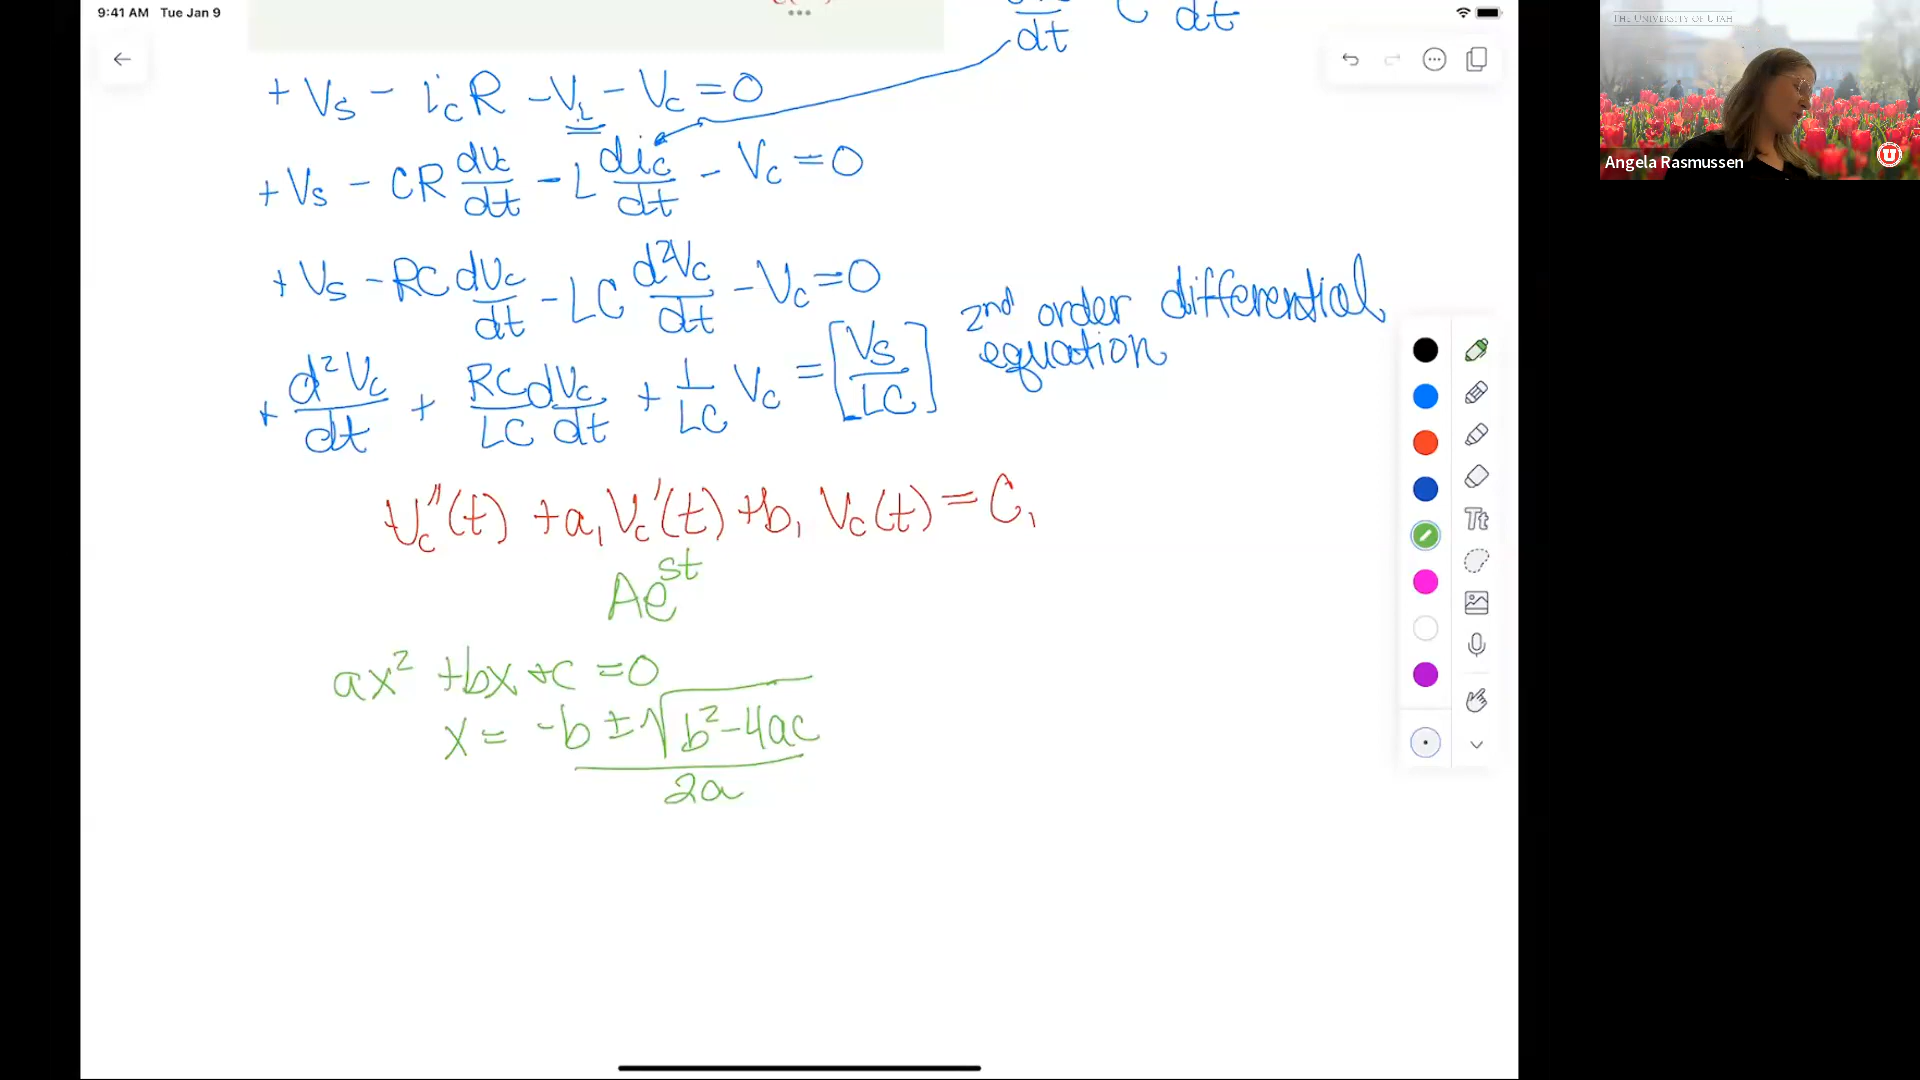 9:41 AM Tue Jan 9
dt C dt
THE UNIVERSITY OF UTAH
+ Vs - icR - VL - Vc = 0
+ Vs - CR dvc/dt - L dic/dt - Vc = 0
Angela Rasmussen
+ Vs - RC dVc/dt - LC d²Vc/dt - Vc = 0
2nd order differential
equation
+ d²Vc/dt + RC/LC dVc/dt + 1/LC Vc = [Vs/LC]
Vc''(t) + a₁Vc'(t) + b₁ Vc(t) = C₁
Ae^st
ax² + bx + c = 0
x = -b ± √b² - 4ac
2a
Tt